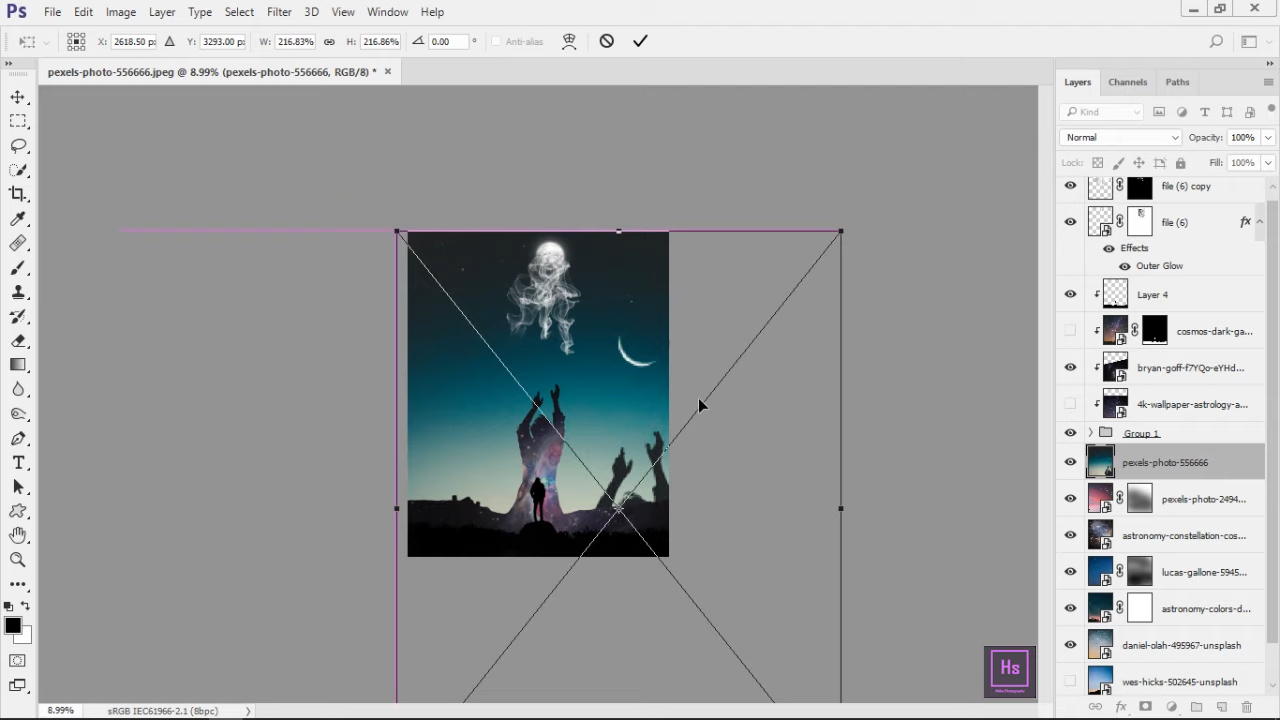 Ps File Edit Image Layer Type Select Filter 3D View Window Help
X: 2618.50 px Y: 3293.00 px W: 216.83% H: 216.86% 0.00 ° Anti-alias
pexels-photo-556666.jpeg @ 8.99% (pexels-photo-556666, RGB/8) * ×
Layers Channels Paths
Kind
Normal Opacity: 100%
Lock: Fill: 100%
file (6) copy
file (6) fx
Effects
Outer Glow
Layer 4
cosmos-dark-ga...
bryan-goff-f7YQo-eYHd...
4k-wallpaper-astrology-a...
Group 1
pexels-photo-556666
pexels-photo-2494...
astronomy-constellation-cos...
lucas-gallone-5945...
astronomy-colors-d...
daniel-olah-495967-unsplash
wes-hicks-502645-unsplash
Hs
8.99% sRGB IEC61966-2.1 (8bpc)
fx